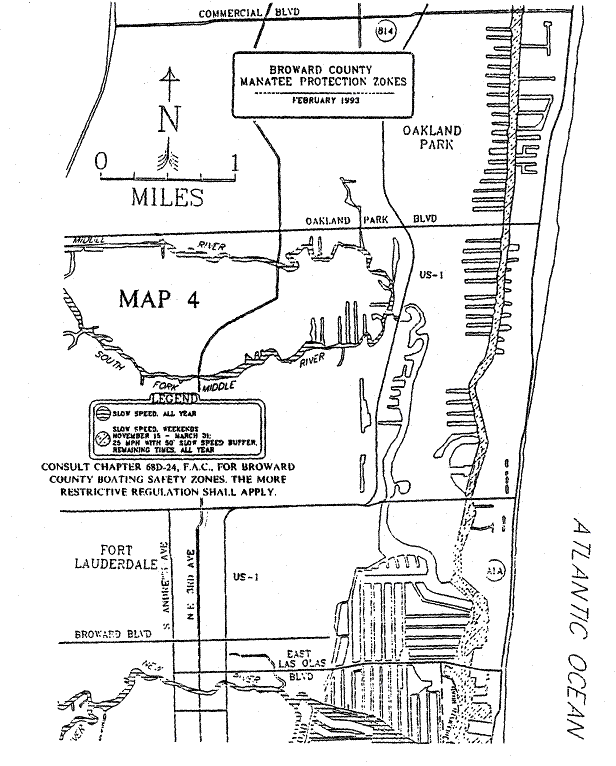 COMMERCIAL BLVD
814
BROWARD COUNTY
MANATEE PROTECTION ZONES
FEBRUARY 1993
N
0 1
MILES
OAKLAND
PARK
OAKLAND PARK BLVD
MIDDLE RIVER
US-1
MAP 4
SOUTH FORK MIDDLE RIVER
LEGEND
SLOW SPEED, ALL YEAR
SLOW SPEED, WEEKENDS
NOVEMBER 15 - MARCH 31;
25 MPH WITH 50' SLOW SPEED BUFFER,
REMAINING TIMES, ALL YEAR
CONSULT CHAPTER 68D-24, F.A.C., FOR BROWARD
COUNTY BOATING SAFETY ZONES. THE MORE
RESTRICTIVE REGULATION SHALL APPLY.
FORT
LAUDERDALE
S ANDREWS AVE
N E 3RD AVE
US-1
A1A
ATLANTIC OCEAN
BROWARD BLVD
EAST
LAS OLAS
BLVD
NEW RIVER